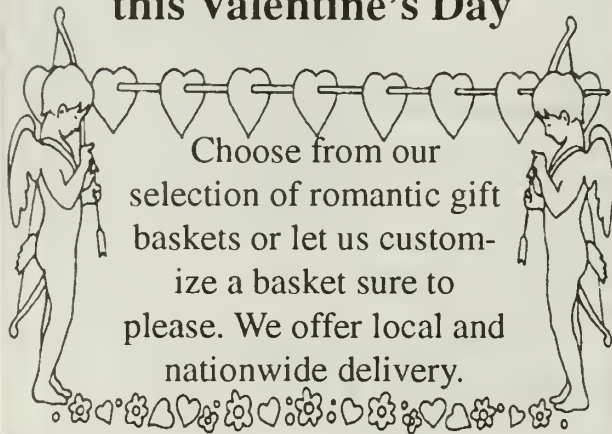 this Valentine's Day
Choose from our
selection of romantic gift
baskets or let us custom-
ize a basket sure to
please. We offer local and
nationwide delivery.